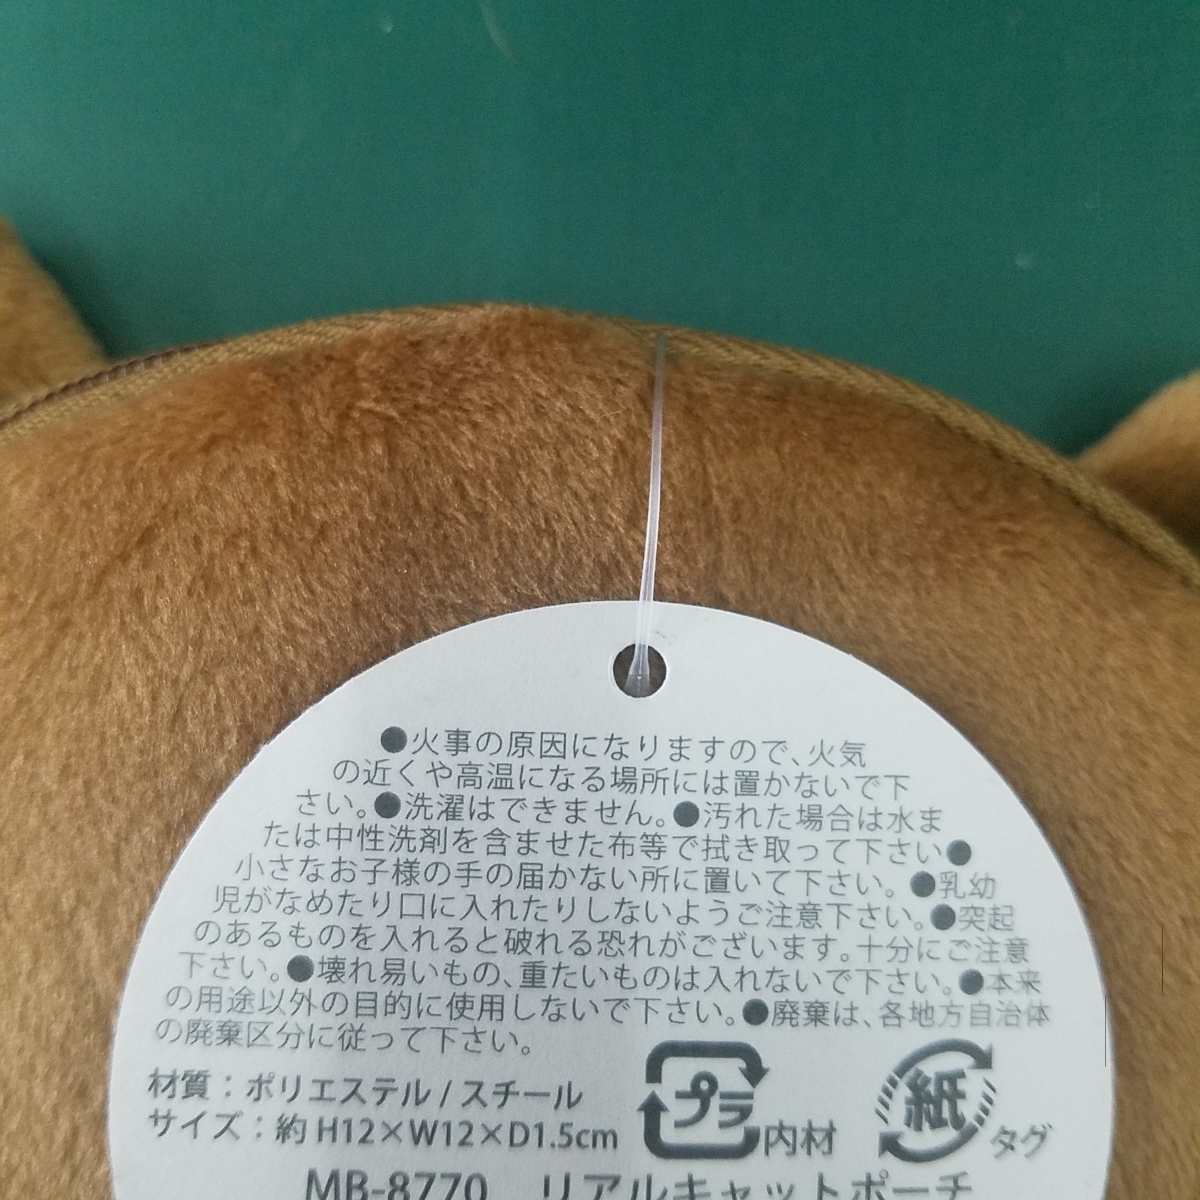 ●火事の原因になりますので、火気
の近くや高温になる場所には置かないで下
さい。●洗濯はできません。●汚れた場合は水ま
たは中性洗剤を含ませた布等で拭き取って下さい●
小さなお子様の手の届かない所に置いて下さい。●乳幼
児がなめたり口に入れたりしないようご注意下さい。●突起
のあるものを入れると破れる恐れがございます。十分にご注意
下さい。●壊れ易いもの、重たいものは入れないで下さい。●本来
の用途以外の目的に使用しないで下さい。●廃棄は、各地方自治体
の廃棄区分に従って下さい。
材質：ポリエステル / スチール
サイズ：約 H12×W12×D1.5cm
プラ 内材
紙 タグ
MB-8770 リアルキャットポーチ